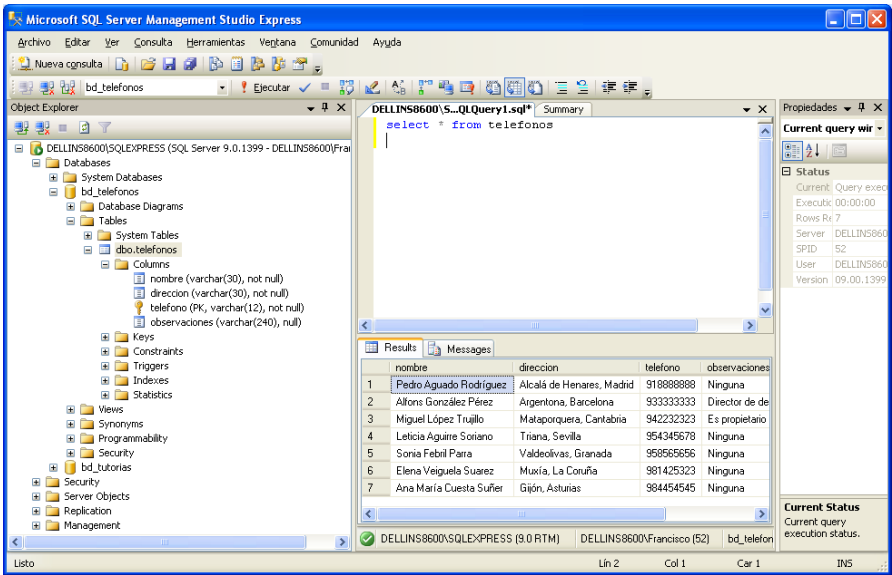 Microsoft SQL Server Management Studio Express
Archivo Editar Ver Consulta Herramientas Ventana Comunidad Ayuda
Nueva consulta
bd_telefonos Ejecutar
Object Explorer
DELLINS8600\SQLEXPRESS (SQL Server 9.0.1399 - DELLINS8600\Fra
Databases
System Databases
bd_telefonos
Database Diagrams
Tables
System Tables
dbo.telefonos
Columns
nombre (varchar(30), not null)
direccion (varchar(30), not null)
telefono (PK, varchar(12), not null)
observaciones (varchar(240), null)
Keys
Constraints
Triggers
Indexes
Statistics
Views
Synonyms
Programmability
Security
bd_tutorias
Security
Server Objects
Replication
Management
DELLINS8600\S...QLQuery1.sql* Summary
select * from telefonos
Results Messages
nombre direccion telefono observaciones
1 Pedro Aguado Rodríguez Alcalá de Henares, Madrid 918888888 Ninguna
2 Alfons González Pérez Argentona, Barcelona 933333333 Director de de
3 Miguel López Trujillo Mataporquera, Cantabria 942232323 Es propietario
4 Leticia Aguirre Soriano Triana, Sevilla 954345678 Ninguna
5 Sonia Febril Parra Valdeolivas, Granada 958565656 Ninguna
6 Elena Veiguela Suarez Muxía, La Coruña 981425323 Ninguna
7 Ana María Cuesta Suñer Gijón, Asturias 984454545 Ninguna
DELLINS8600\SQLEXPRESS (9.0 RTM) DELLINS8600\Francisco (52) bd_telefon
Propiedades
Current query wir
Status
Current Query exec
Executic 00:00:00
Rows Re 7
Server DELLINS860
SPID 52
User DELLINS860
Version 09.00.1399
Current Status
Current query
execution status.
Listo Lín 2 Col 1 Car 1 INS